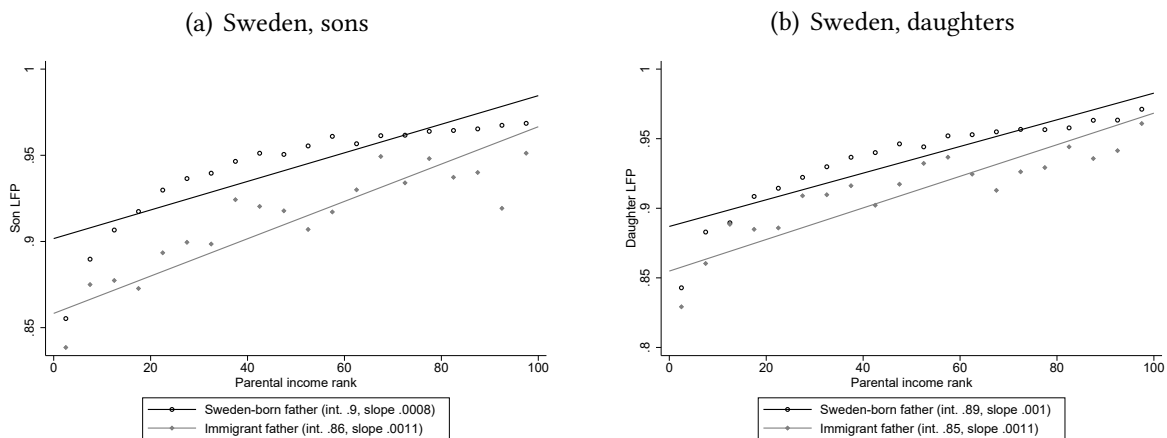 (a) Sweden, sons
(b) Sweden, daughters
1
.95
.9
.85
Son LFP
0
20
40
60
80
100
Parental income rank
Sweden-born father (int. .9, slope .0008)
Immigrant father (int. .86, slope .0011)
1
.95
.9
.85
.8
Daughter LFP
0
20
40
60
80
100
Parental income rank
Sweden-born father (int. .89, slope .001)
Immigrant father (int. .85, slope .0011)